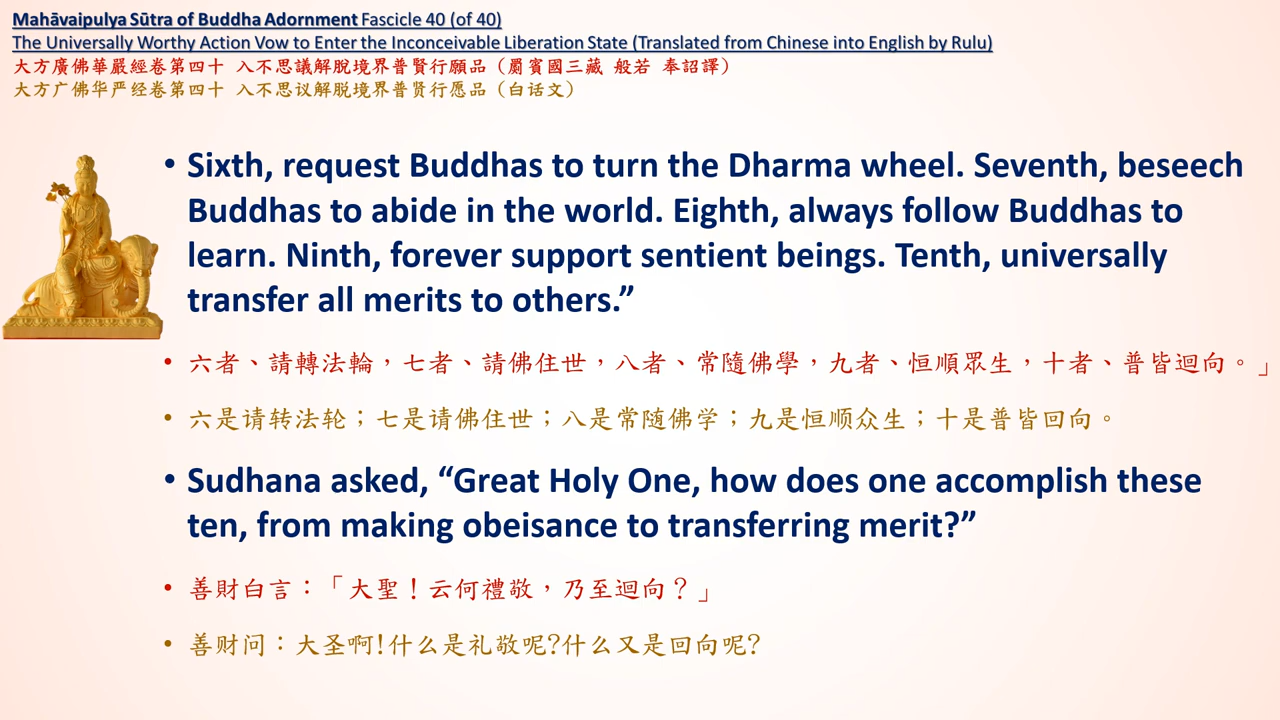 Mahāvaipulya Sūtra of Buddha Adornment Fascicle 40 (of 40)
The Universally Worthy Action Vow to Enter the Inconceivable Liberation State (Translated from Chinese into English by Rulu)
大方廣佛華嚴經卷第四十 入不思議解脫境界普賢行願品（罽賓國三藏 般若 奉詔譯）
大方广佛华严经卷第四十 入不思议解脱境界普贤行愿品（白话文）
• Sixth, request Buddhas to turn the Dharma wheel. Seventh, beseech
Buddhas to abide in the world. Eighth, always follow Buddhas to
learn. Ninth, forever support sentient beings. Tenth, universally
transfer all merits to others.”
• 六者、請轉法輪，七者、請佛住世，八者、常隨佛學，九者、恒順眾生，十者、普皆迴向。」
• 六是请转法轮；七是请佛住世；八是常随佛学；九是恒顺众生；十是普皆回向。
• Sudhana asked, “Great Holy One, how does one accomplish these
ten, from making obeisance to transferring merit?”
• 善財白言：「大聖！云何禮敬，乃至迴向？」
• 善财问：大圣啊!什么是礼敬呢?什么又是回向呢?